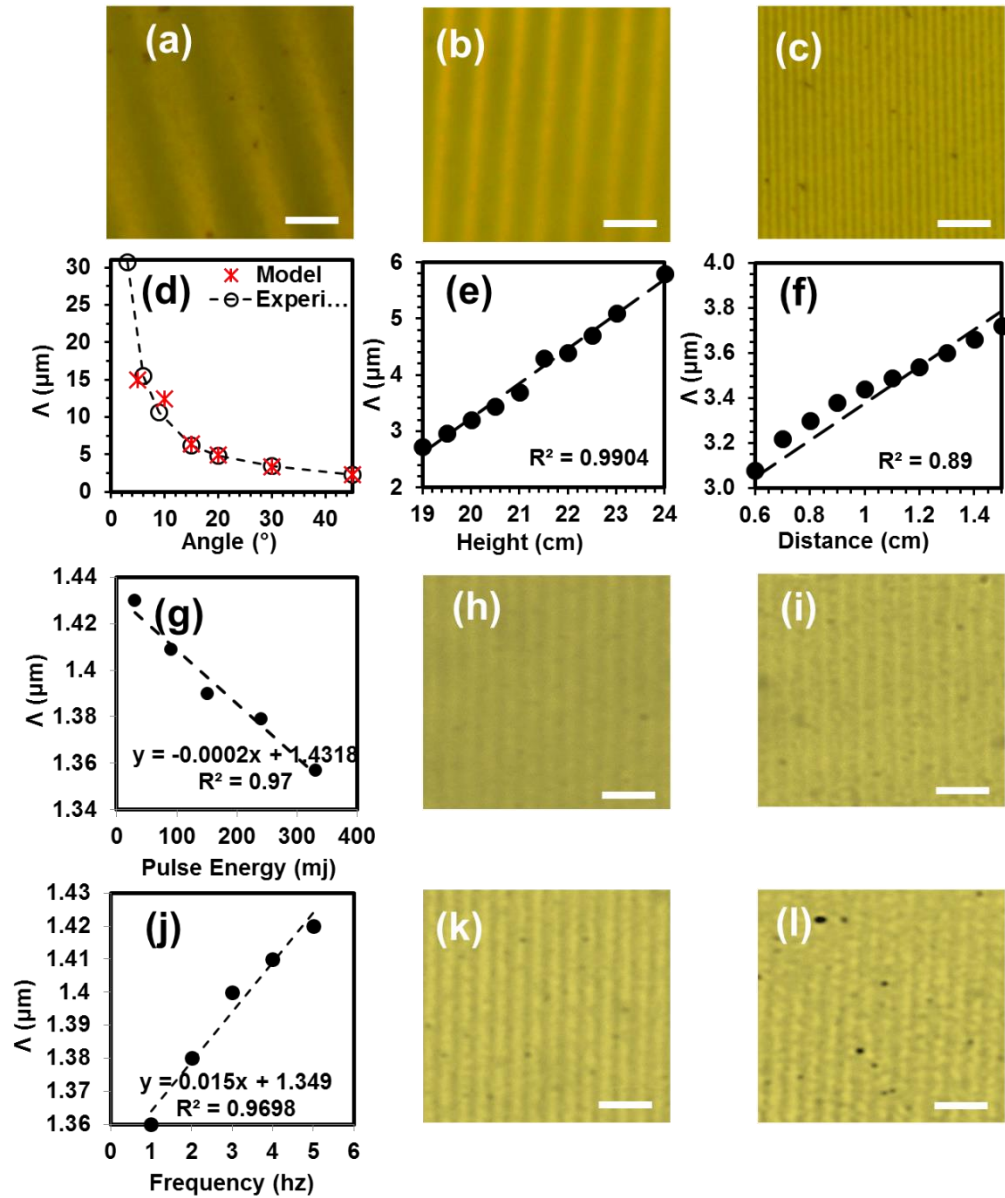 (a)
(b)
(c)
(d)
Model
Experi...
30
25
20
15
10
5
0
0 20 40
Λ (μm)
Angle (°)
(e)
6
5
4
3
2
19 20 21 22 23 24
Λ (μm)
Height (cm)
R² = 0.9904
(f)
4.0
3.8
3.6
3.4
3.2
3.0
0.6 0.8 1 1.2 1.4
Λ (μm)
Distance (cm)
R² = 0.89
(g)
1.44
1.42
1.4
1.38
1.36
1.34
0 100 200 300 400
Λ (μm)
Pulse Energy (mj)
y = -0.0002x + 1.4318
R² = 0.97
(h)
(i)
(j)
1.43
1.42
1.41
1.4
1.39
1.38
1.37
1.36
0 1 2 3 4 5 6
Λ (μm)
Frequency (hz)
y = 0.015x + 1.349
R² = 0.9698
(k)
(l)